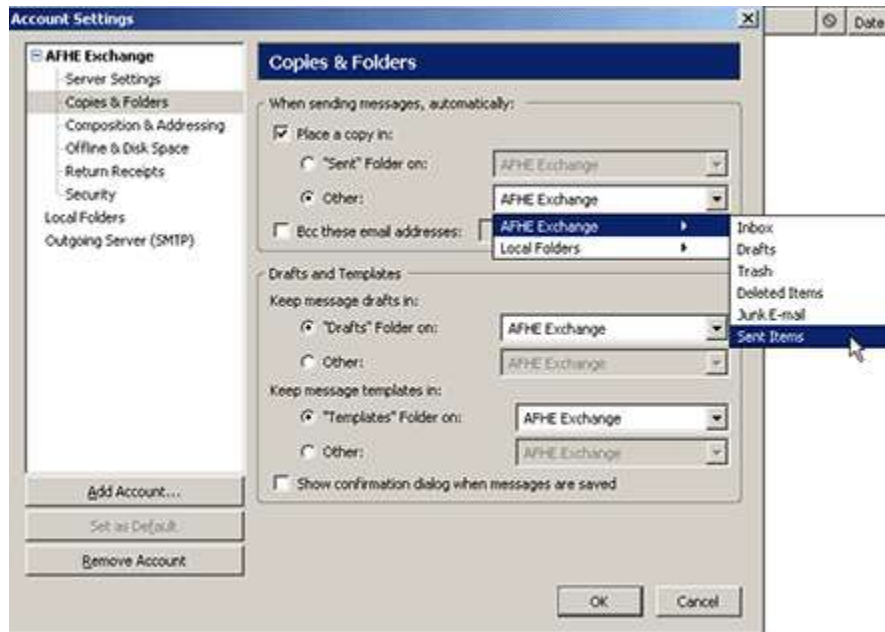 Account Settings
Date
AFHE Exchange
Server Settings
Copies & Folders
Composition & Addressing
Offline & Disk Space
Return Receipts
Security
Local Folders
Outgoing Server (SMTP)
Add Account...
Set as Default
Remove Account
Copies & Folders
When sending messages, automatically:
Place a copy in:
"Sent" Folder on: AFHE Exchange
Other: AFHE Exchange
Bcc these email addresses:
AFHE Exchange
Local Folders
Inbox
Drafts
Trash
Deleted Items
Junk E-mail
Sent Items
Drafts and Templates
Keep message drafts in:
"Drafts" Folder on: AFHE Exchange
Other: AFHE Exchange
Keep message templates in:
"Templates" Folder on: AFHE Exchange
Other: AFHE Exchange
Show confirmation dialog when messages are saved
OK Cancel